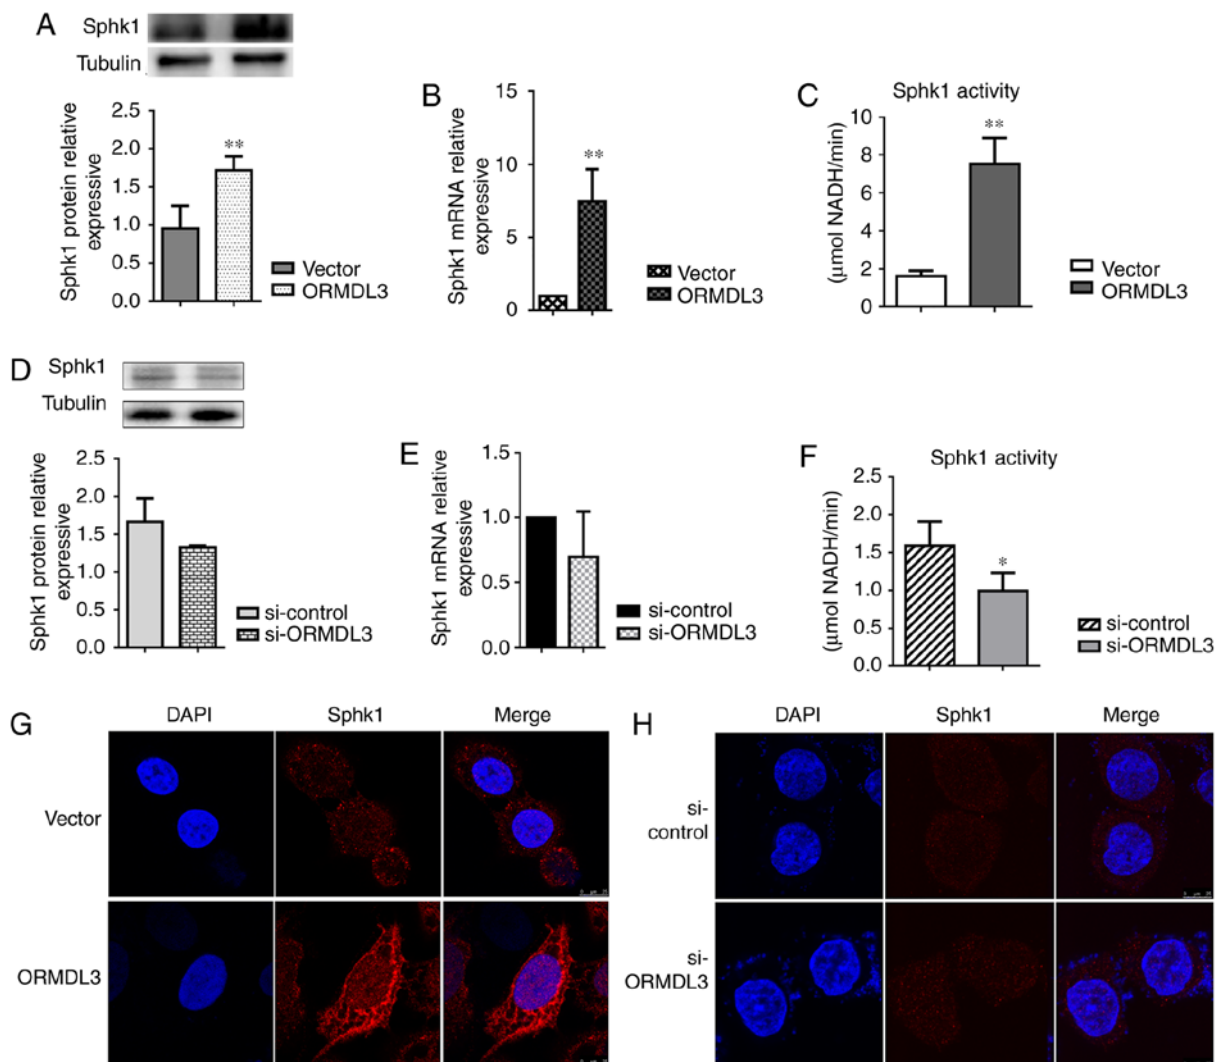 A
Sphk1
Tubulin
Sphk1 protein relative
expressive
2.5
2.0
1.5
1.0
0.5
0.0
**
Vector
ORMDL3
B
Sphk1 mRNA relative
expressive
15
10
5
0
**
Vector
ORMDL3
C
Sphk1 activity
(μmol NADH/min)
10
8
6
4
2
0
**
Vector
ORMDL3
D
Sphk1
Tubulin
Sphk1 protein relative
expressive
2.5
2.0
1.5
1.0
0.5
0.0
si-control
si-ORMDL3
E
Sphk1 mRNA relative
expressive
1.5
1.0
0.5
0.0
si-control
si-ORMDL3
F
Sphk1 activity
(μmol NADH/min)
2.5
2.0
1.5
1.0
0.5
0.0
*
si-control
si-ORMDL3
G
DAPI
Sphk1
Merge
Vector
ORMDL3
H
DAPI
Sphk1
Merge
si-
control
si-
ORMDL3